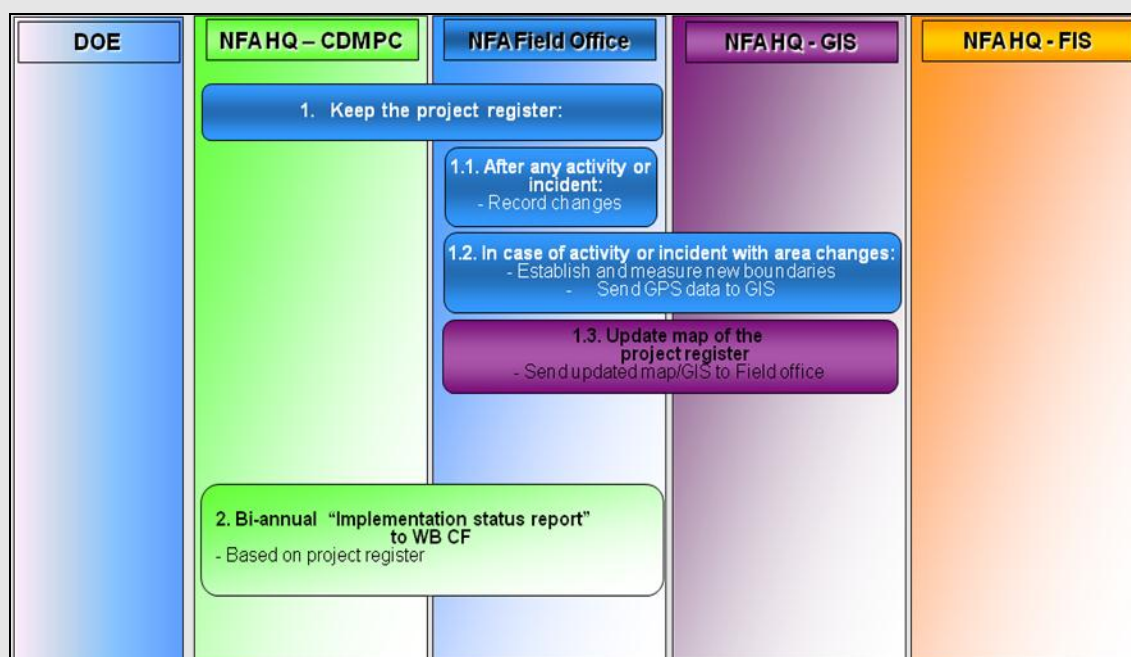 DOE
NFA HQ – CDMPC
NFA Field Office
NFA HQ - GIS
NFA HQ - FIS
1. Keep the project register:
1.1. After any activity or
incident:
- Record changes
1.2. In case of activity or incident with area changes:
- Establish and measure new boundaries
- Send GPS data to GIS
1.3. Update map of the
project register
- Send updated map/GIS to Field office
2. Bi-annual “Implementation status report”
to WB CF
- Based on project register